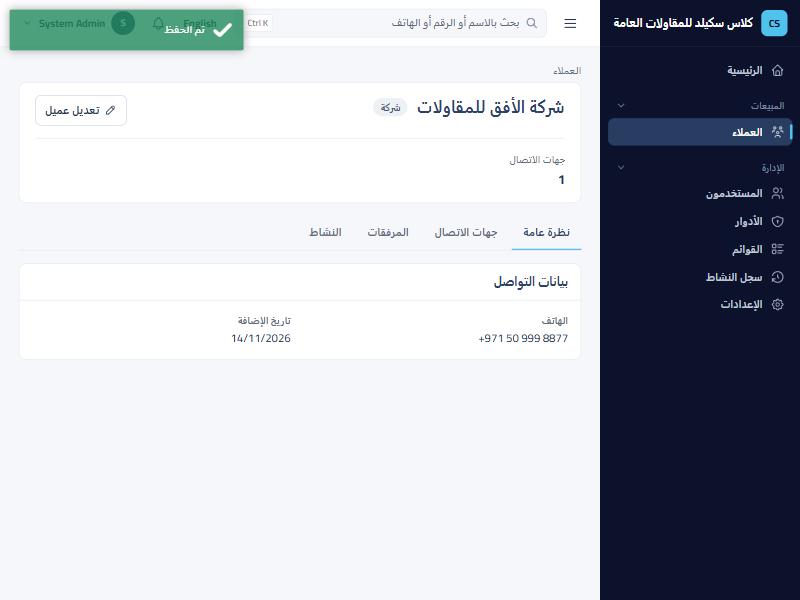 CS
كلاس سكيلد للمقاولات العامة
الرئيسية
المبيعات
العملاء
الإدارة
المستخدمون
الأدوار
القوائم
سجل النشاط
الإعدادات
بحث بالاسم أو الرقم أو الهاتف
Ctrl K
English
S
System Admin
تم الحفظ
العملاء
شركة الأفق للمقاولات
شركة
تعديل عميل
جهات الاتصال
1
نظرة عامة
جهات الاتصال
المرفقات
النشاط
بيانات التواصل
الهاتف
+971 50 999 8877
تاريخ الإضافة
14/11/2026